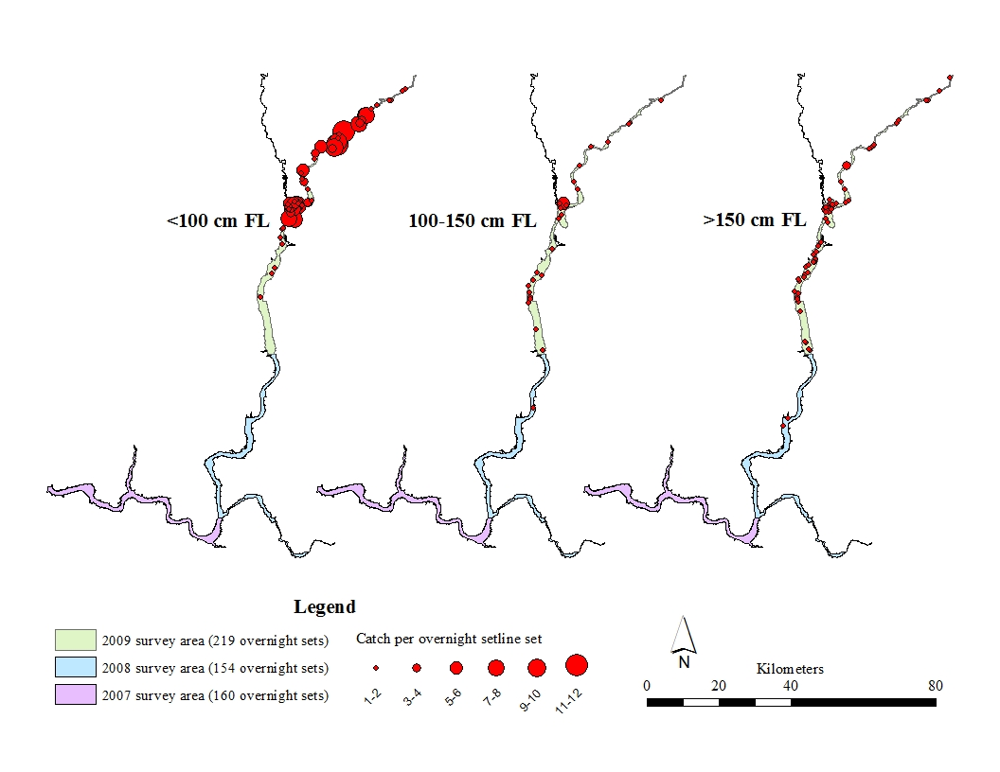 <100 cm FL
100-150 cm FL
>150 cm FL
Legend
2009 survey area (219 overnight sets)
2008 survey area (154 overnight sets)
2007 survey area (160 overnight sets)
Catch per overnight setline set
1-2
3-4
5-6
7-8
9-10
11-12
N
Kilometers
0 20 40 80